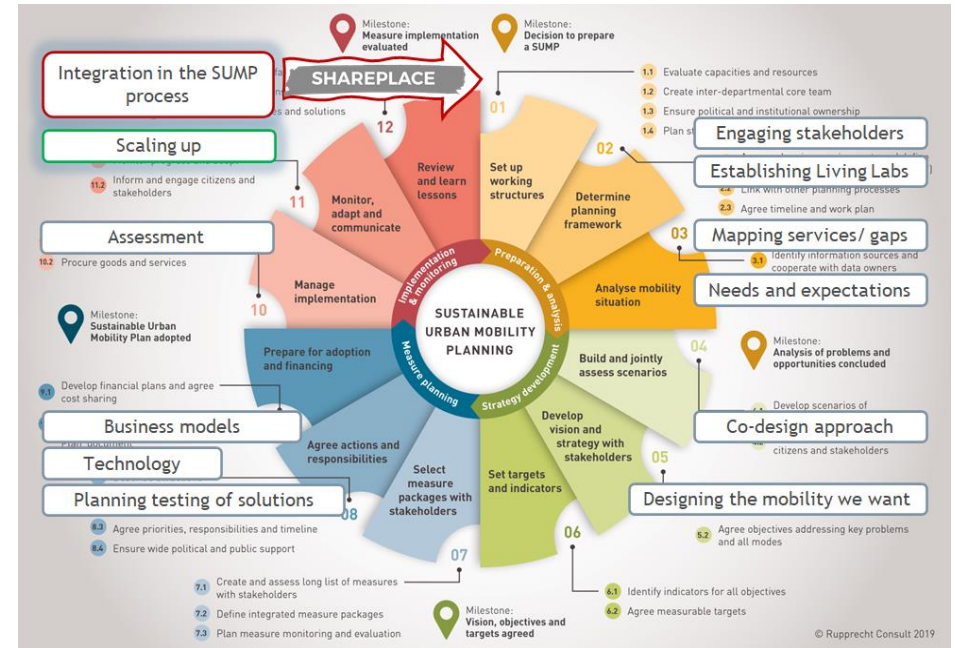 Milestone:
Measure implementation
evaluated
Milestone:
Decision to prepare
a SUMP
Integration in the SUMP
process
SHAREPLACE
es and solutions
Scaling up
11.2 Inform and engage citizens and
stakeholders
Assessment
10.2 Procure goods and services
Milestone:
Sustainable Urban
Mobility Plan adopted
9.1 Develop financial plans and agree
cost sharing
Business models
Technology
Planning testing of solutions
8.3 Agree priorities, responsibilities and timeline
8.4 Ensure wide political and public support
7.1 Create and assess long list of measures
with stakeholders
7.2 Define integrated measure packages
7.3 Plan measure monitoring and evaluation
Milestone:
Vision, objectives and
targets agreed
1.1 Evaluate capacities and resources
1.2 Create inter-departmental core team
1.3 Ensure political and institutional ownership
1.4 Plan
Engaging stakeholders
Establishing Living Labs
2.2 Link with other planning processes
2.3 Agree timeline and work plan
Mapping services/ gaps
3.1 Identify information sources and
cooperate with data owners
Needs and expectations
Milestone:
Analysis of problems and
opportunities concluded
Develop scenarios of
Co-design approach
citizens and stakeholders
Designing the mobility we want
5.2 Agree objectives addressing key problems
and all modes
6.1 Identify indicators for all objectives
6.2 Agree measurable targets
© Rupprecht Consult 2019
01
Set up
working
structures
02
Determine
planning
framework
03
Analyse mobility
situation
04
Build and jointly
assess scenarios
05
Develop
vision and
strategy with
stakeholders
06
Set targets
and indicators
07
Select
measure
packages with
stakeholders
08
Agree actions and
responsibilities
Prepare for adoption
and financing
10
Manage
implementation
11
Monitor,
adapt and
communicate
12
Review
and learn
lessons
Preparation & analysis
Strategy development
Measure planning
Implementation
& monitoring
SUSTAINABLE
URBAN MOBILITY
PLANNING